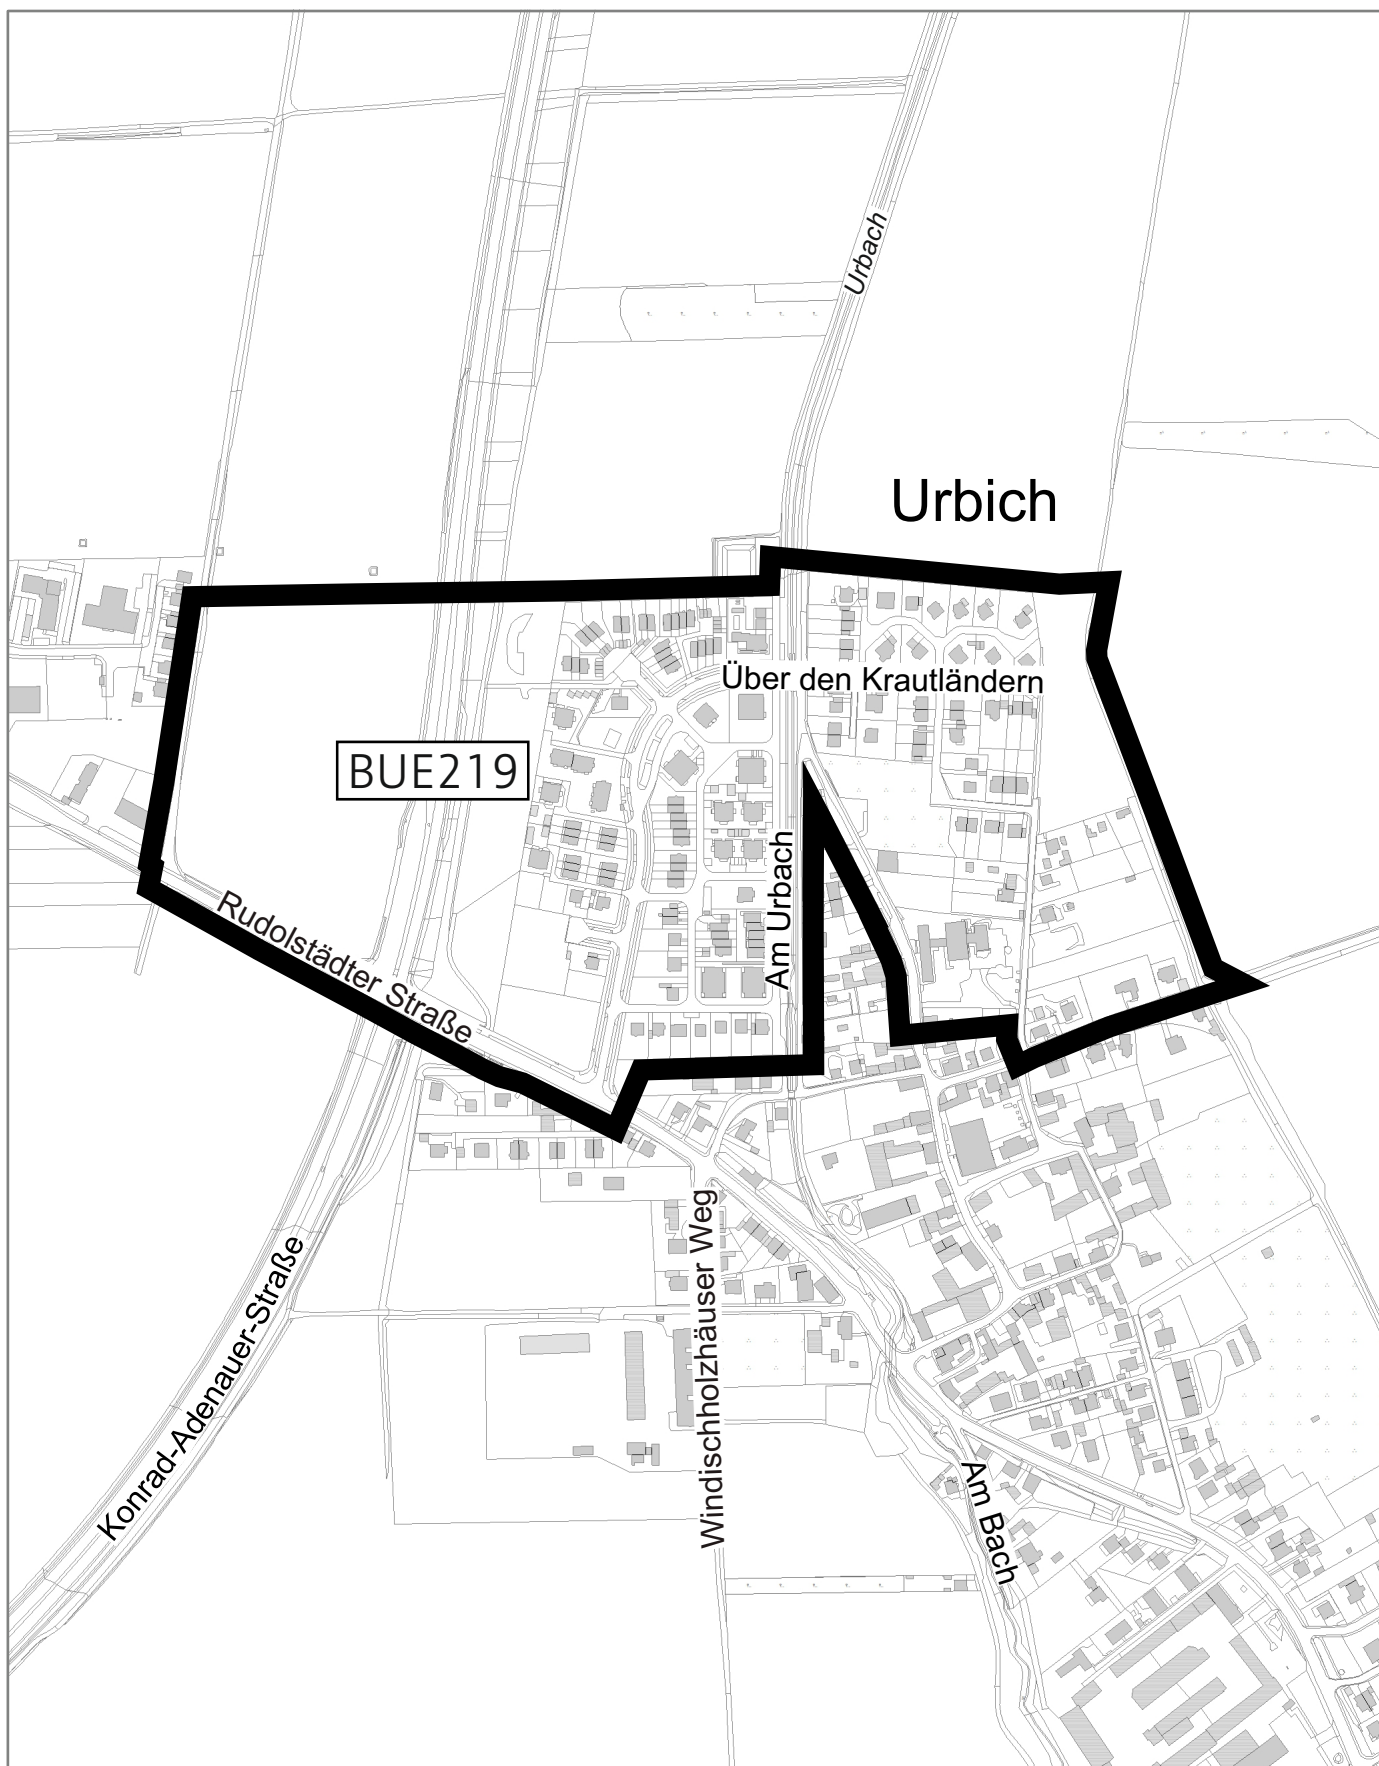 Urbach
Urbich
Über den Krautländern
BUE219
Am Urbach
Rudolstädter Straße
Windischholzhäuser Weg
Konrad-Adenauer-Straße
Am Bach